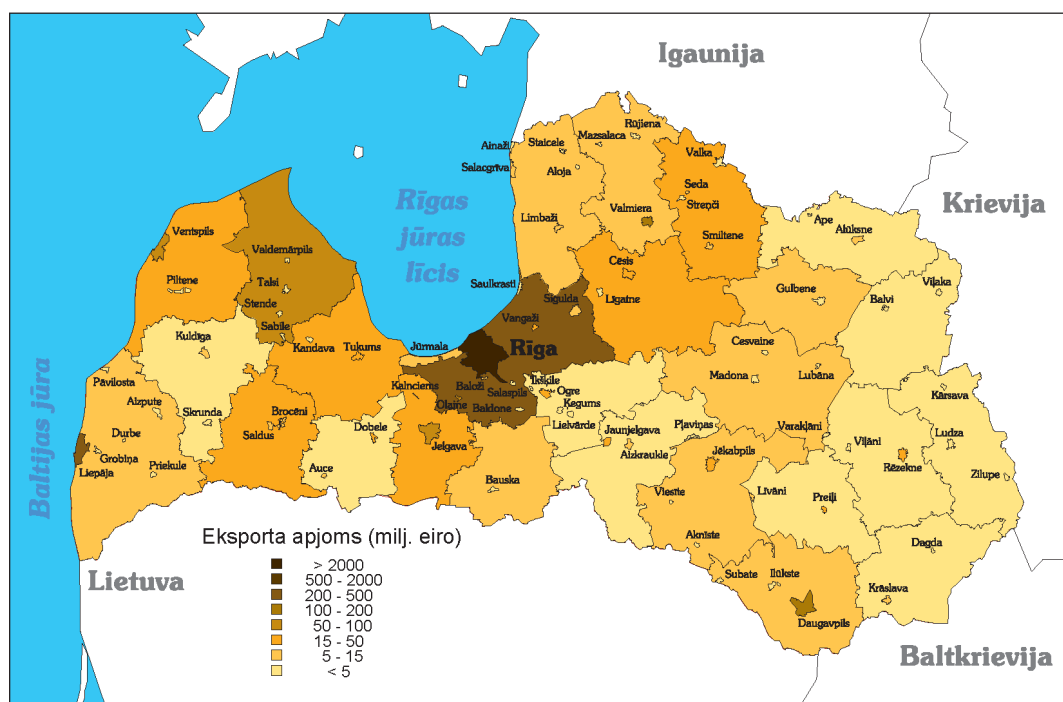 Igaunija
Krievija
Baltkrievija
Lietuva
Baltijas jūra
Rīgas
jūras
līcis
Rīga
Ainaži
Staicele
Mazsalaca
Rūjiena
Valka
Salacgrīva
Aloja
Seda
Strenči
Limbaži
Valmiera
Smiltene
Ape
Alūksne
Ventspils
Valdemārpils
Cēsis
Piltene
Talsi
Saulkrasti
Sigulda
Līgatne
Gulbene
Balvi
Viļaka
Stende
Vangaži
Sabile
Kuldīga
Kandava
Tukums
Jūrmala
Cesvaine
Pāvilosta
Kalnciems
Baloži
Salaspils
Ikšķile
Ogre
Madona
Lubāna
Kārsava
Aizpute
Skrunda
Brocēni
Olaine
Baldone
Ķegums
Lielvārde
Jaunjelgava
Pļaviņas
Varakļāni
Durbe
Saldus
Dobele
Jelgava
Aizkraukle
Viļāni
Ludza
Grobiņa
Liepāja
Priekule
Auce
Bauska
Jēkabpils
Rēzekne
Zilupe
Viesīte
Līvāni
Preiļi
Aknīste
Dagda
Subate
Ilūkste
Krāslava
Daugavpils
Eksporta apjoms (milj. eiro)
> 2000
500 - 2000
200 - 500
100 - 200
50 - 100
15 - 50
5 - 15
< 5